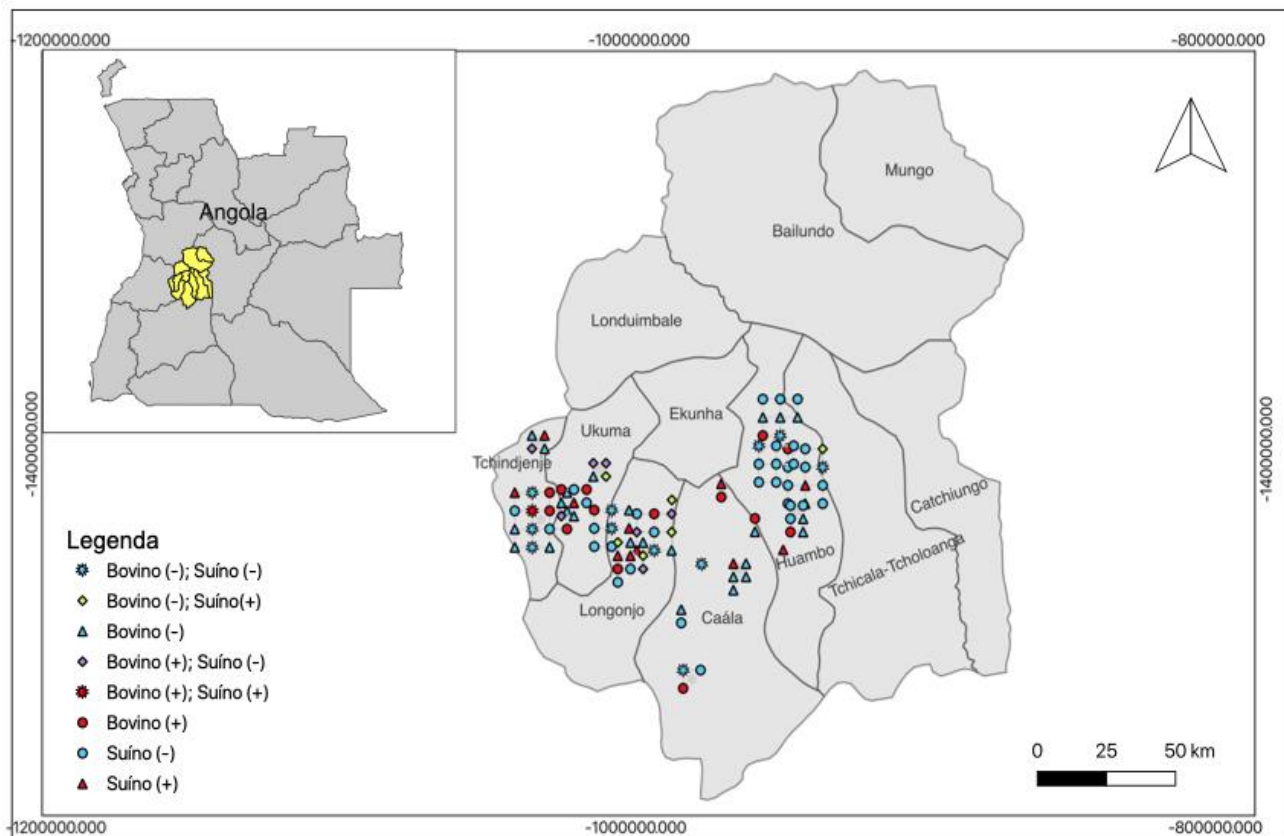 -1200000.000
-1000000.000
-800000.000
Angola
Mungo
Bailundo
Londuimbale
Ekunha
Ukuma
Tchindjenje
-1400000.000
-1400000.000
Catchiungo
Huambo
Tchicala-Tcholoanga
Longonjo
Caála
Legenda
Bovino (-); Suíno (-)
Bovino (-); Suíno(+)
Bovino (-)
Bovino (+); Suíno (-)
Bovino (+); Suíno (+)
Bovino (+)
Suíno (-)
Suíno (+)
0 25 50 km
-1200000.000
-1000000.000
-800000.000